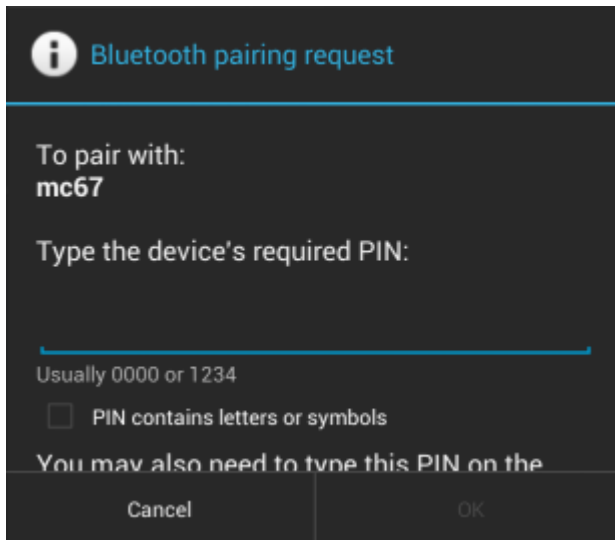 Bluetooth pairing request
To pair with:
mc67
Type the device's required PIN:
Usually 0000 or 1234
PIN contains letters or symbols
You may also need to type this PIN on the
Cancel
OK